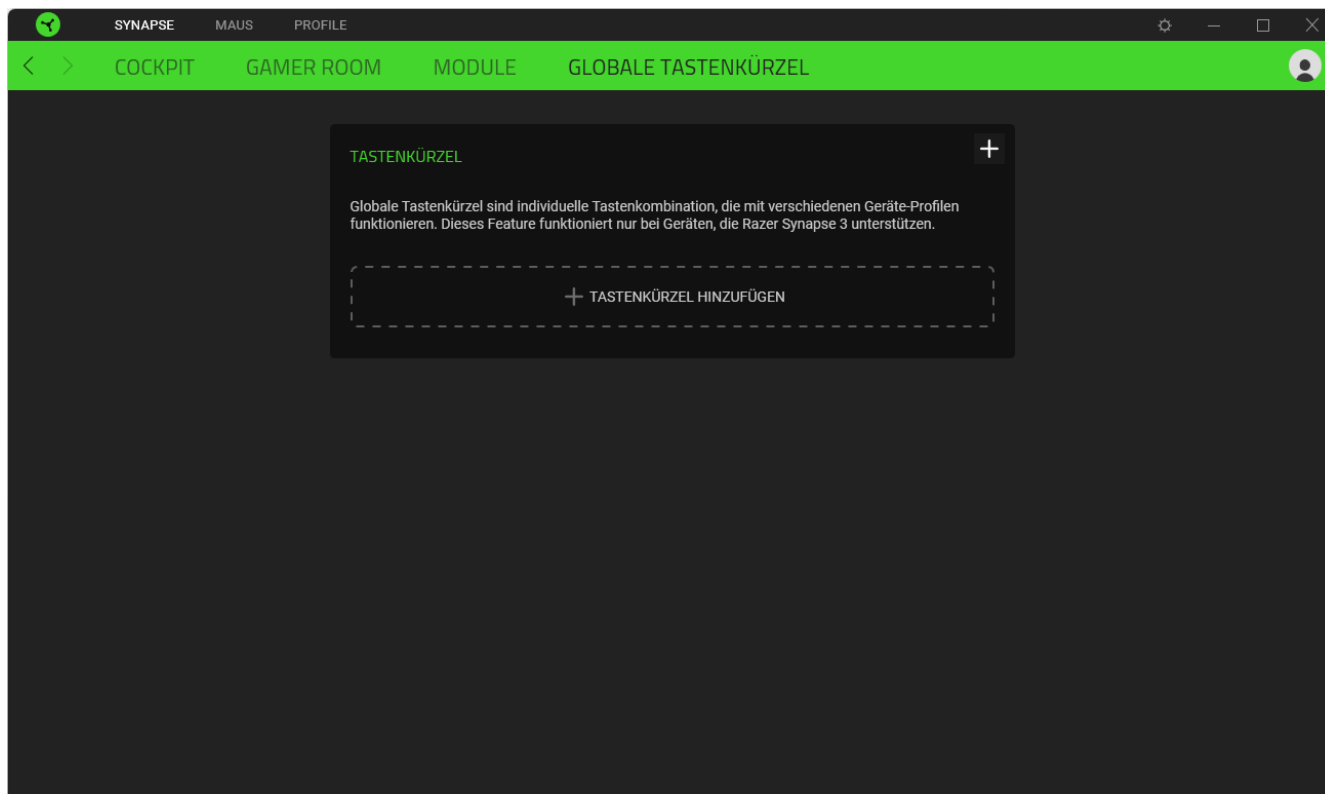 SYNAPSE MAUS PROFILE
COCKPIT GAMER ROOM MODULE GLOBALE TASTENKÜRZEL
TASTENKÜRZEL
Globale Tastenkürzel sind individuelle Tastenkombination, die mit verschiedenen Geräte-Profilen
funktionieren. Dieses Feature funktioniert nur bei Geräten, die Razer Synapse 3 unterstützen.
TASTENKÜRZEL HINZUFÜGEN